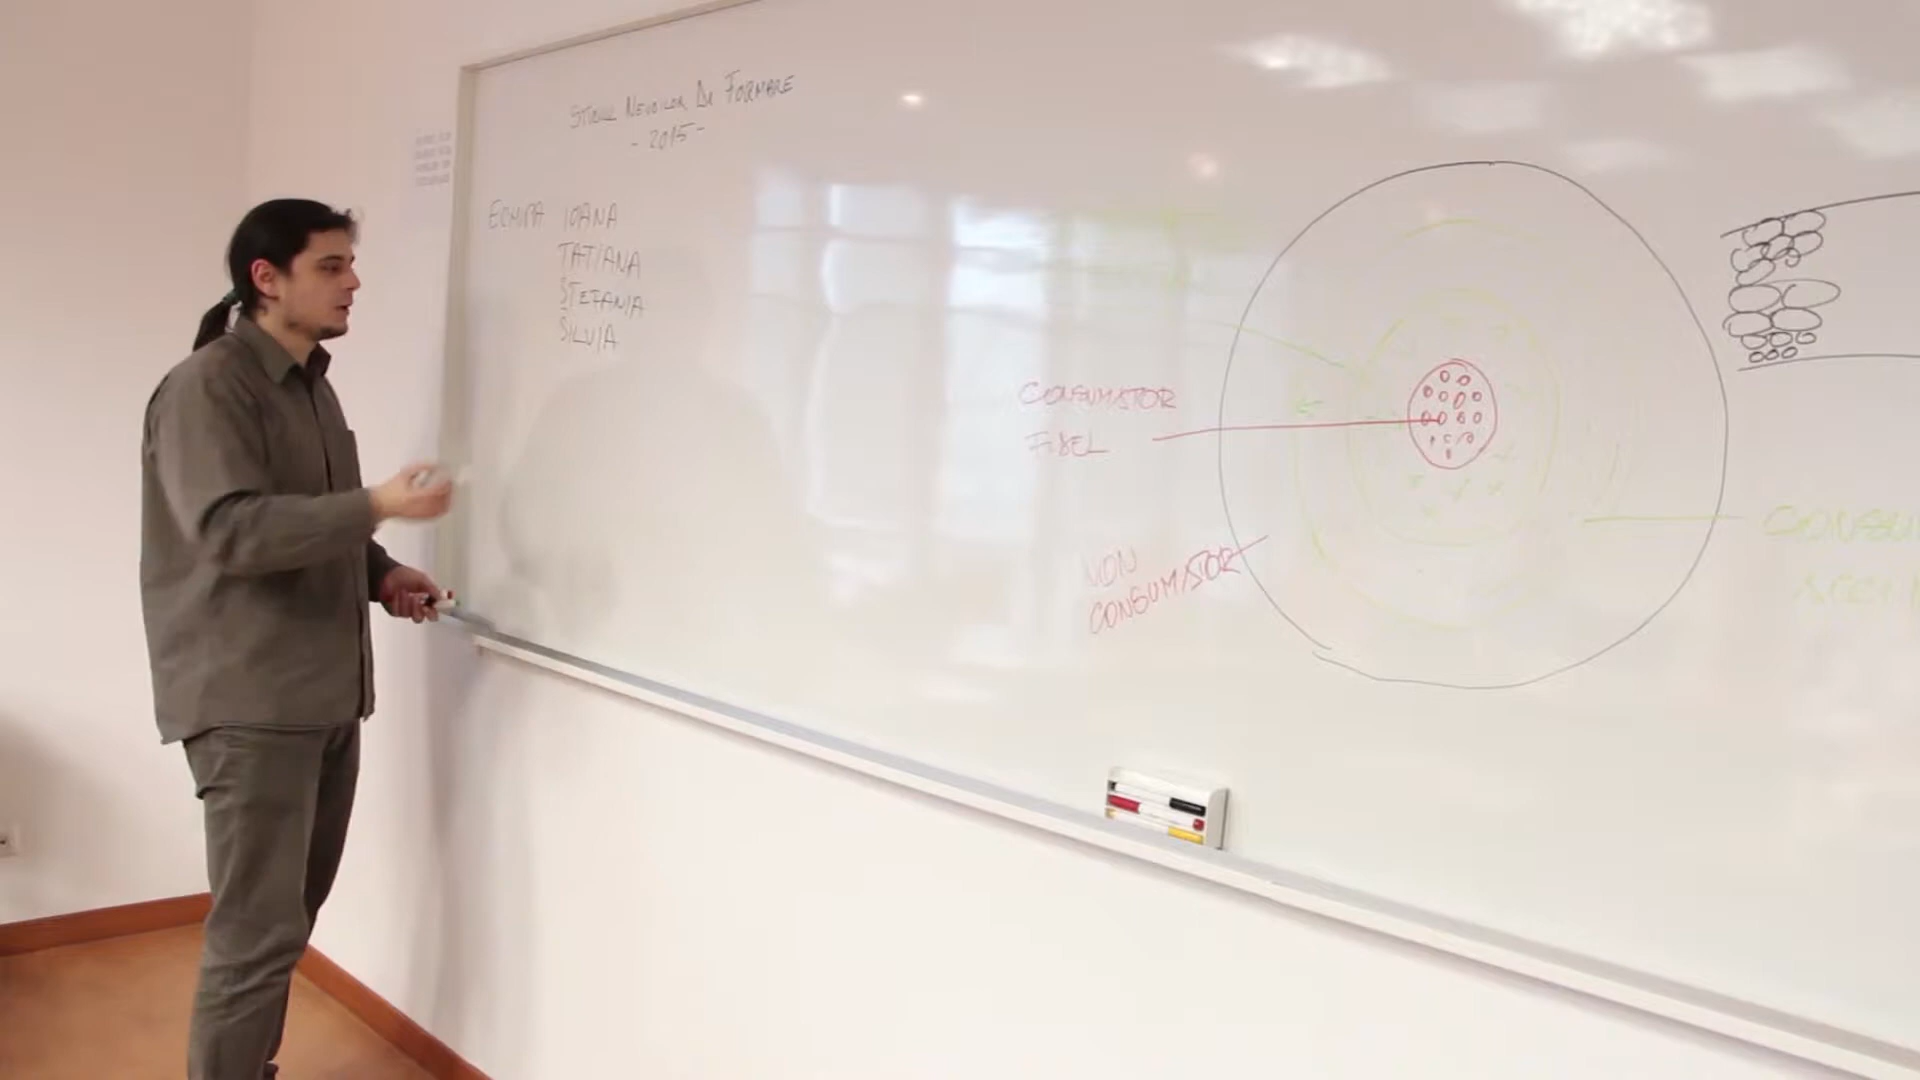 STUDIUL NEVOILOR DE FORMARE
- 2015 -
ECHIPA IOANA
TATIANA
STEFANIA
SILVIA
CONSUMATOR
FIDEL
NON
CONSUMATOR